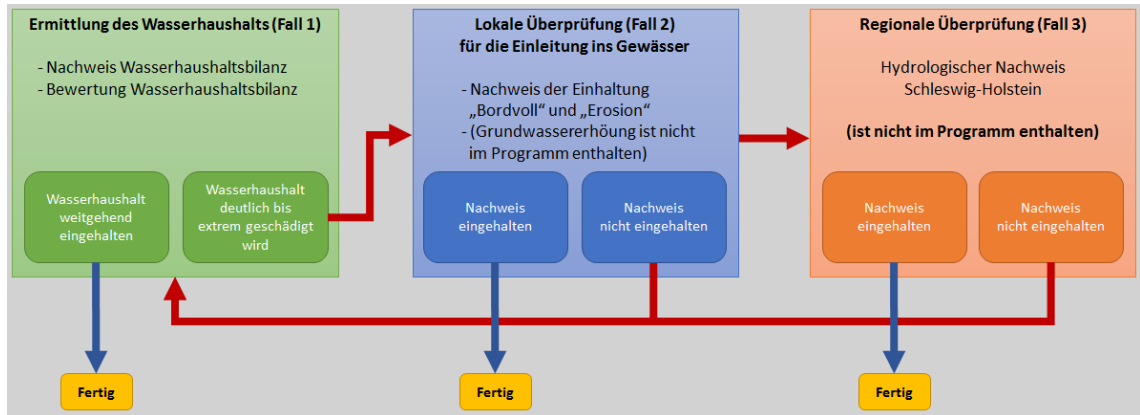 Ermittlung des Wasserhaushalts (Fall 1)
- Nachweis Wasserhaushaltsbilanz
- Bewertung Wasserhaushaltsbilanz
Wasserhaushalt
weitgehend
eingehalten
Wasserhaushalt
deutlich bis
extrem geschädigt
wird
Fertig
Lokale Überprüfung (Fall 2)
für die Einleitung ins Gewässer
- Nachweis der Einhaltung
„Bordvoll“ und „Erosion“
- (Grundwassererhöung ist nicht
im Programm enthalten)
Nachweis
eingehalten
Nachweis
nicht eingehalten
Fertig
Regionale Überprüfung (Fall 3)
Hydrologischer Nachweis
Schleswig-Holstein
(ist nicht im Programm enthalten)
Nachweis
eingehalten
Nachweis
nicht eingehalten
Fertig